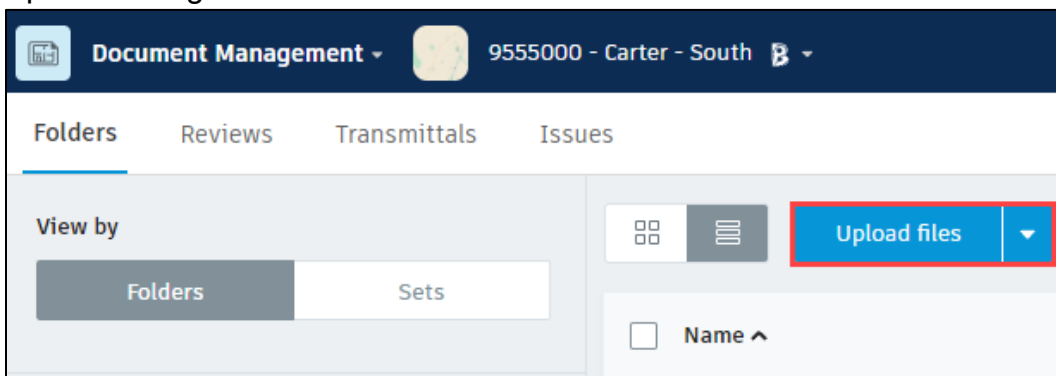 Document Management
9555000 - Carter - South
Folders Reviews Transmittals Issues
View by
Upload files
Folders Sets
Name